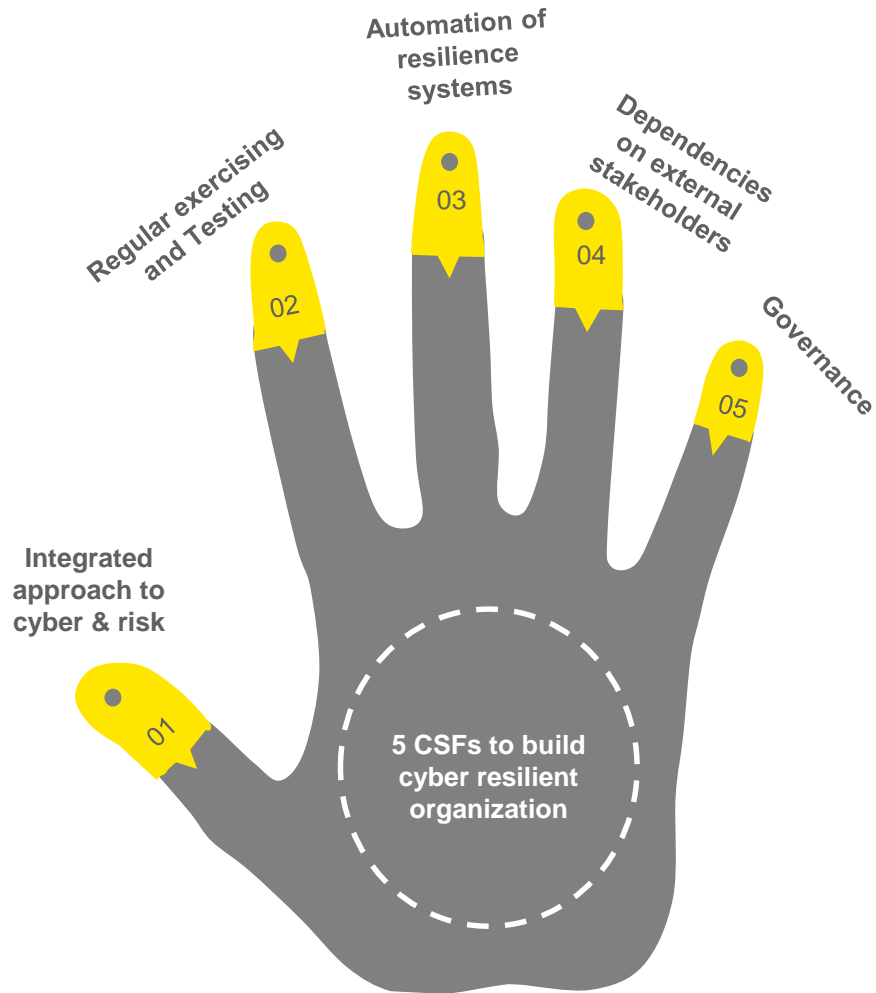 Automation of
resilience
systems
Dependencies
on external
stakeholders
Regular exercising
and Testing
03
04
02
Governance
05
Integrated
approach to
cyber & risk
01
5 CSFs to build
cyber resilient
organization